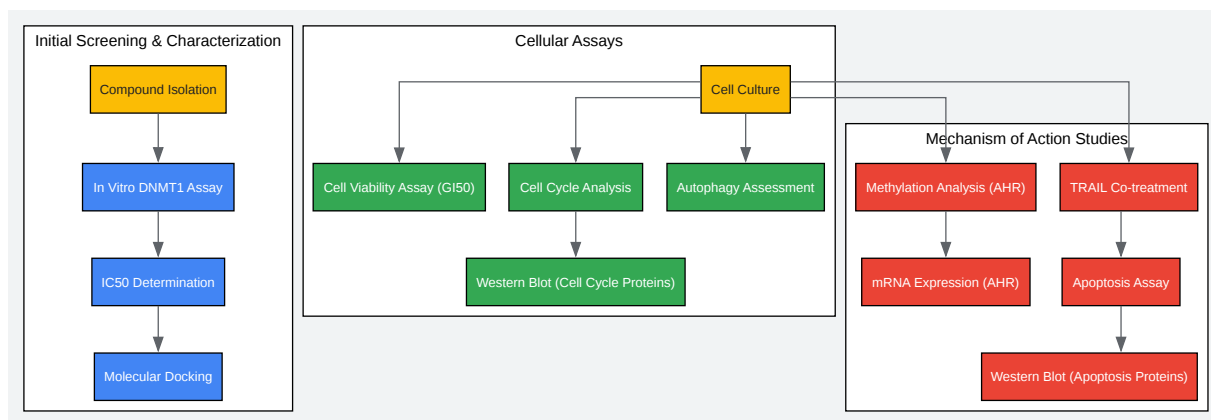 Initial Screening & Characterization
Compound Isolation
In Vitro DNMT1 Assay
IC50 Determination
Molecular Docking
Cellular Assays
Cell Culture
Cell Viability Assay (GI50)
Cell Cycle Analysis
Autophagy Assessment
Western Blot (Cell Cycle Proteins)
Mechanism of Action Studies
Methylation Analysis (AHR)
TRAIL Co-treatment
mRNA Expression (AHR)
Apoptosis Assay
Western Blot (Apoptosis Proteins)